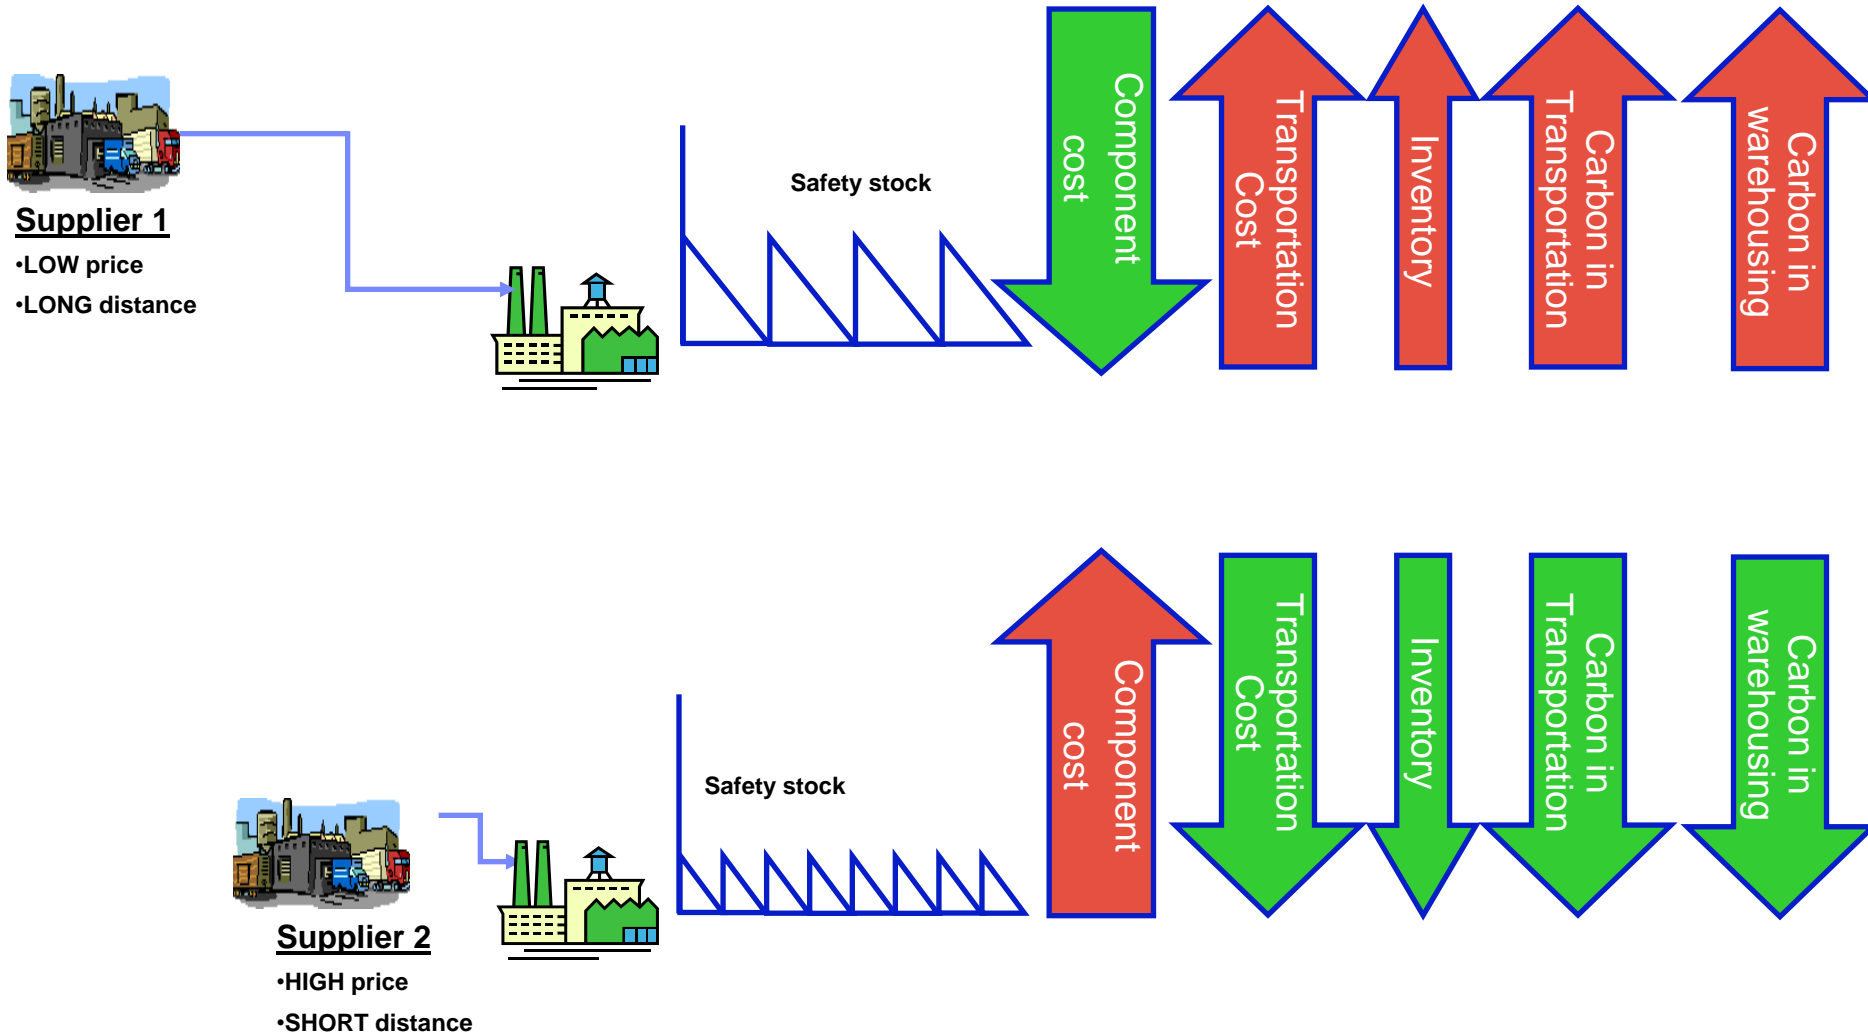 Supplier 1
•LOW price
•LONG distance
Safety stock
Component
cost
Transportation
Cost
Inventory
Carbon in
Transportation
Carbon in
warehousing
Supplier 2
•HIGH price
•SHORT distance
Safety stock
Component
cost
Transportation
Cost
Inventory
Carbon in
Transportation
Carbon in
warehousing